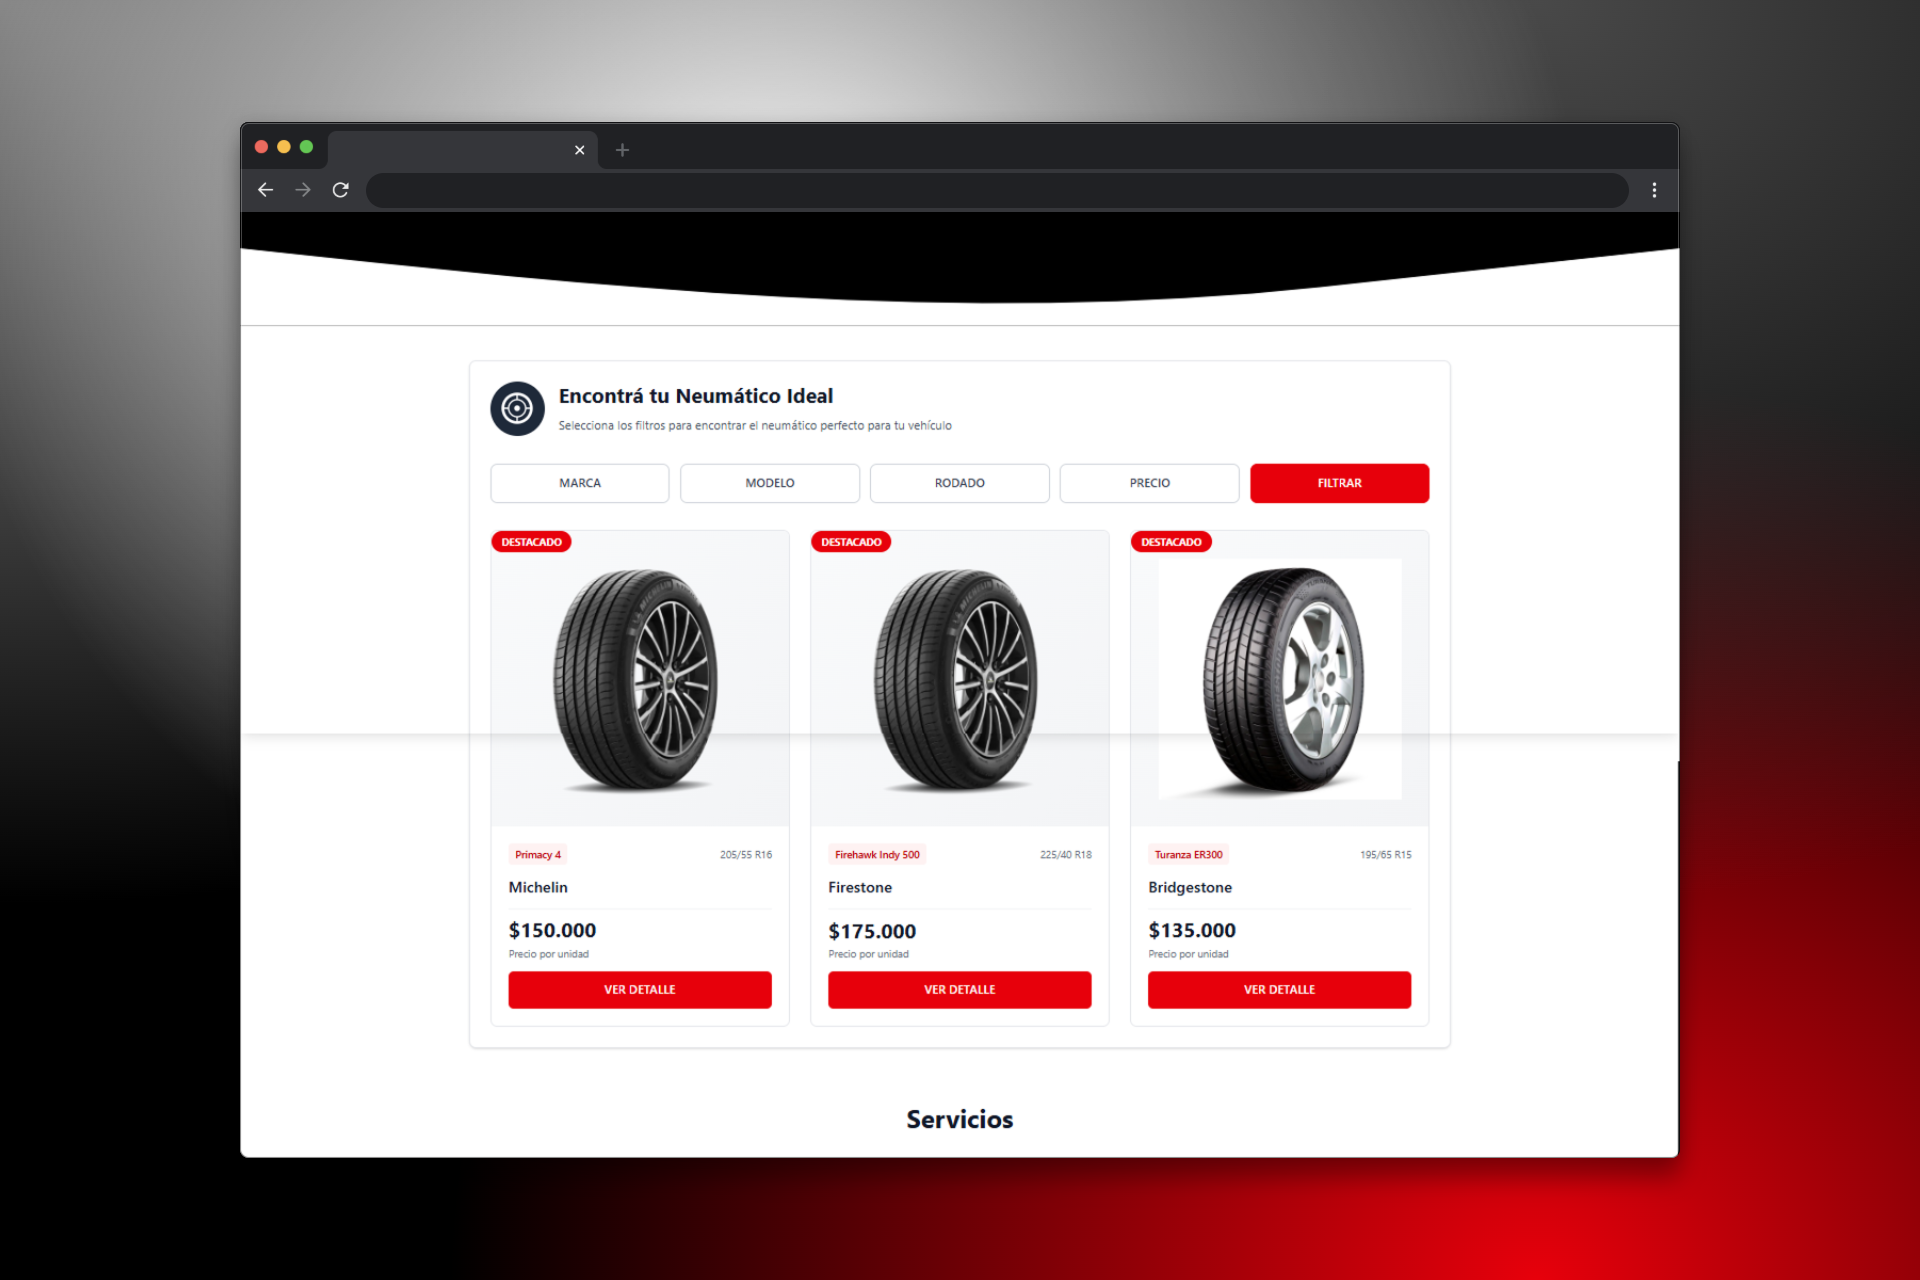 Encontrá tu Neumático Ideal
Selecciona los filtros para encontrar el neumático perfecto para tu vehículo
MARCA MODELO RODADO PRECIO FILTRAR
DESTACADO DESTACADO DESTACADO
Primacy 4 205/55 R16 Firehawk Indy 500 225/40 R18 Turanza ER300 195/65 R15
Michelin Firestone Bridgestone
$150.000 $175.000 $135.000
Precio por unidad Precio por unidad Precio por unidad
VER DETALLE VER DETALLE VER DETALLE
Servicios